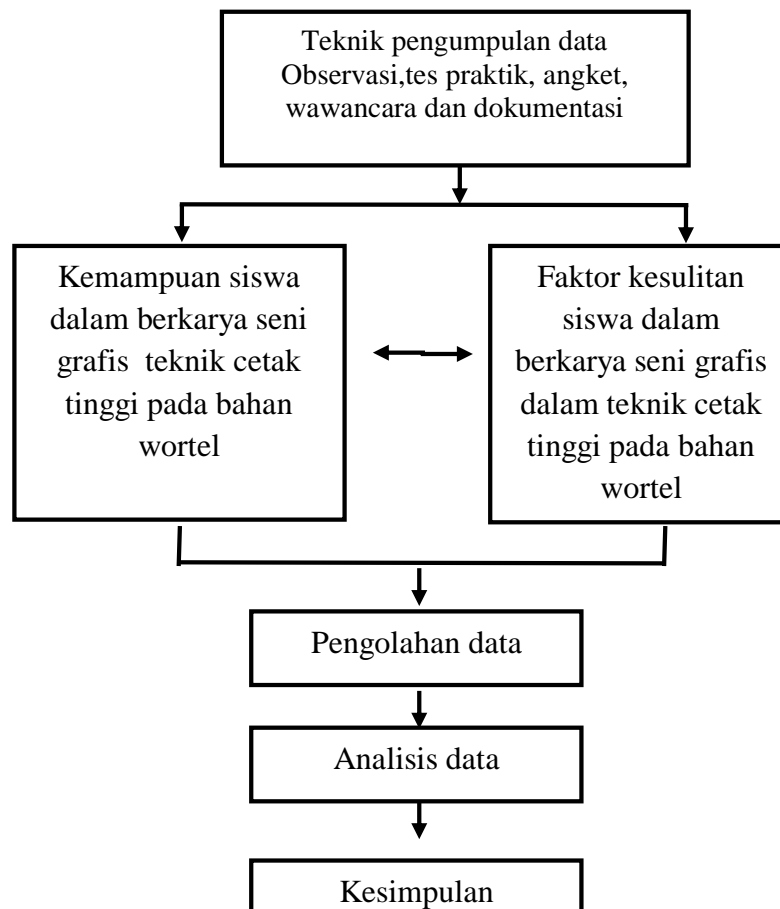 Teknik pengumpulan data
Observasi,tes praktik, angket,
wawancara dan dokumentasi
Kemampuan siswa
dalam berkarya seni
grafis teknik cetak
tinggi pada bahan
wortel
Faktor kesulitan
siswa dalam
berkarya seni grafis
dalam teknik cetak
tinggi pada bahan
wortel
Pengolahan data
Analisis data
Kesimpulan